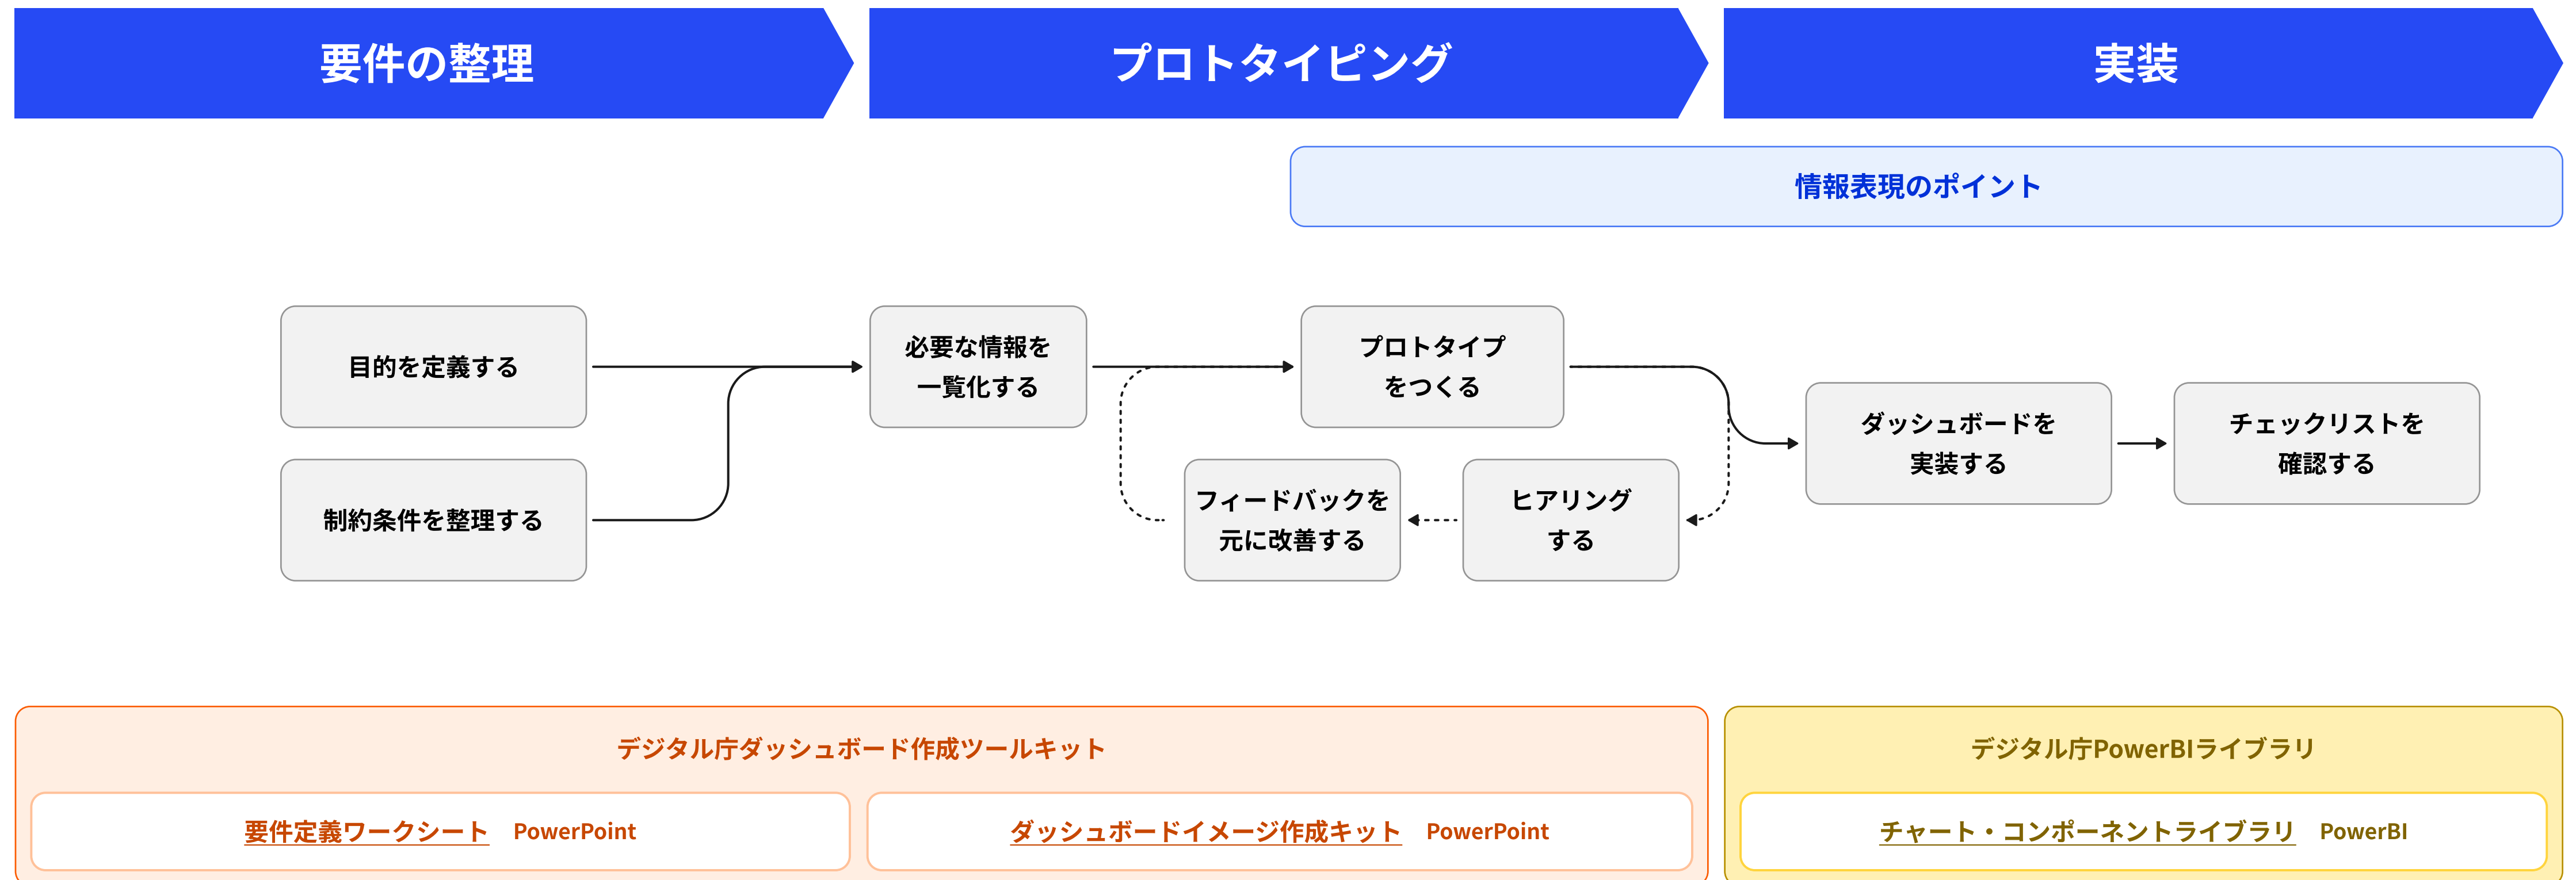 要件の整理
プロトタイピング
実装
情報表現のポイント
目的を定義する
制約条件を整理する
必要な情報を
一覧化する
プロトタイプ
をつくる
フィードバックを
元に改善する
ヒアリング
する
ダッシュボードを
実装する
チェックリストを
確認する
デジタル庁ダッシュボード作成ツールキット
要件定義ワークシート PowerPoint
ダッシュボードイメージ作成キット PowerPoint
デジタル庁PowerBIライブラリ
チャート・コンポーネントライブラリ PowerBI